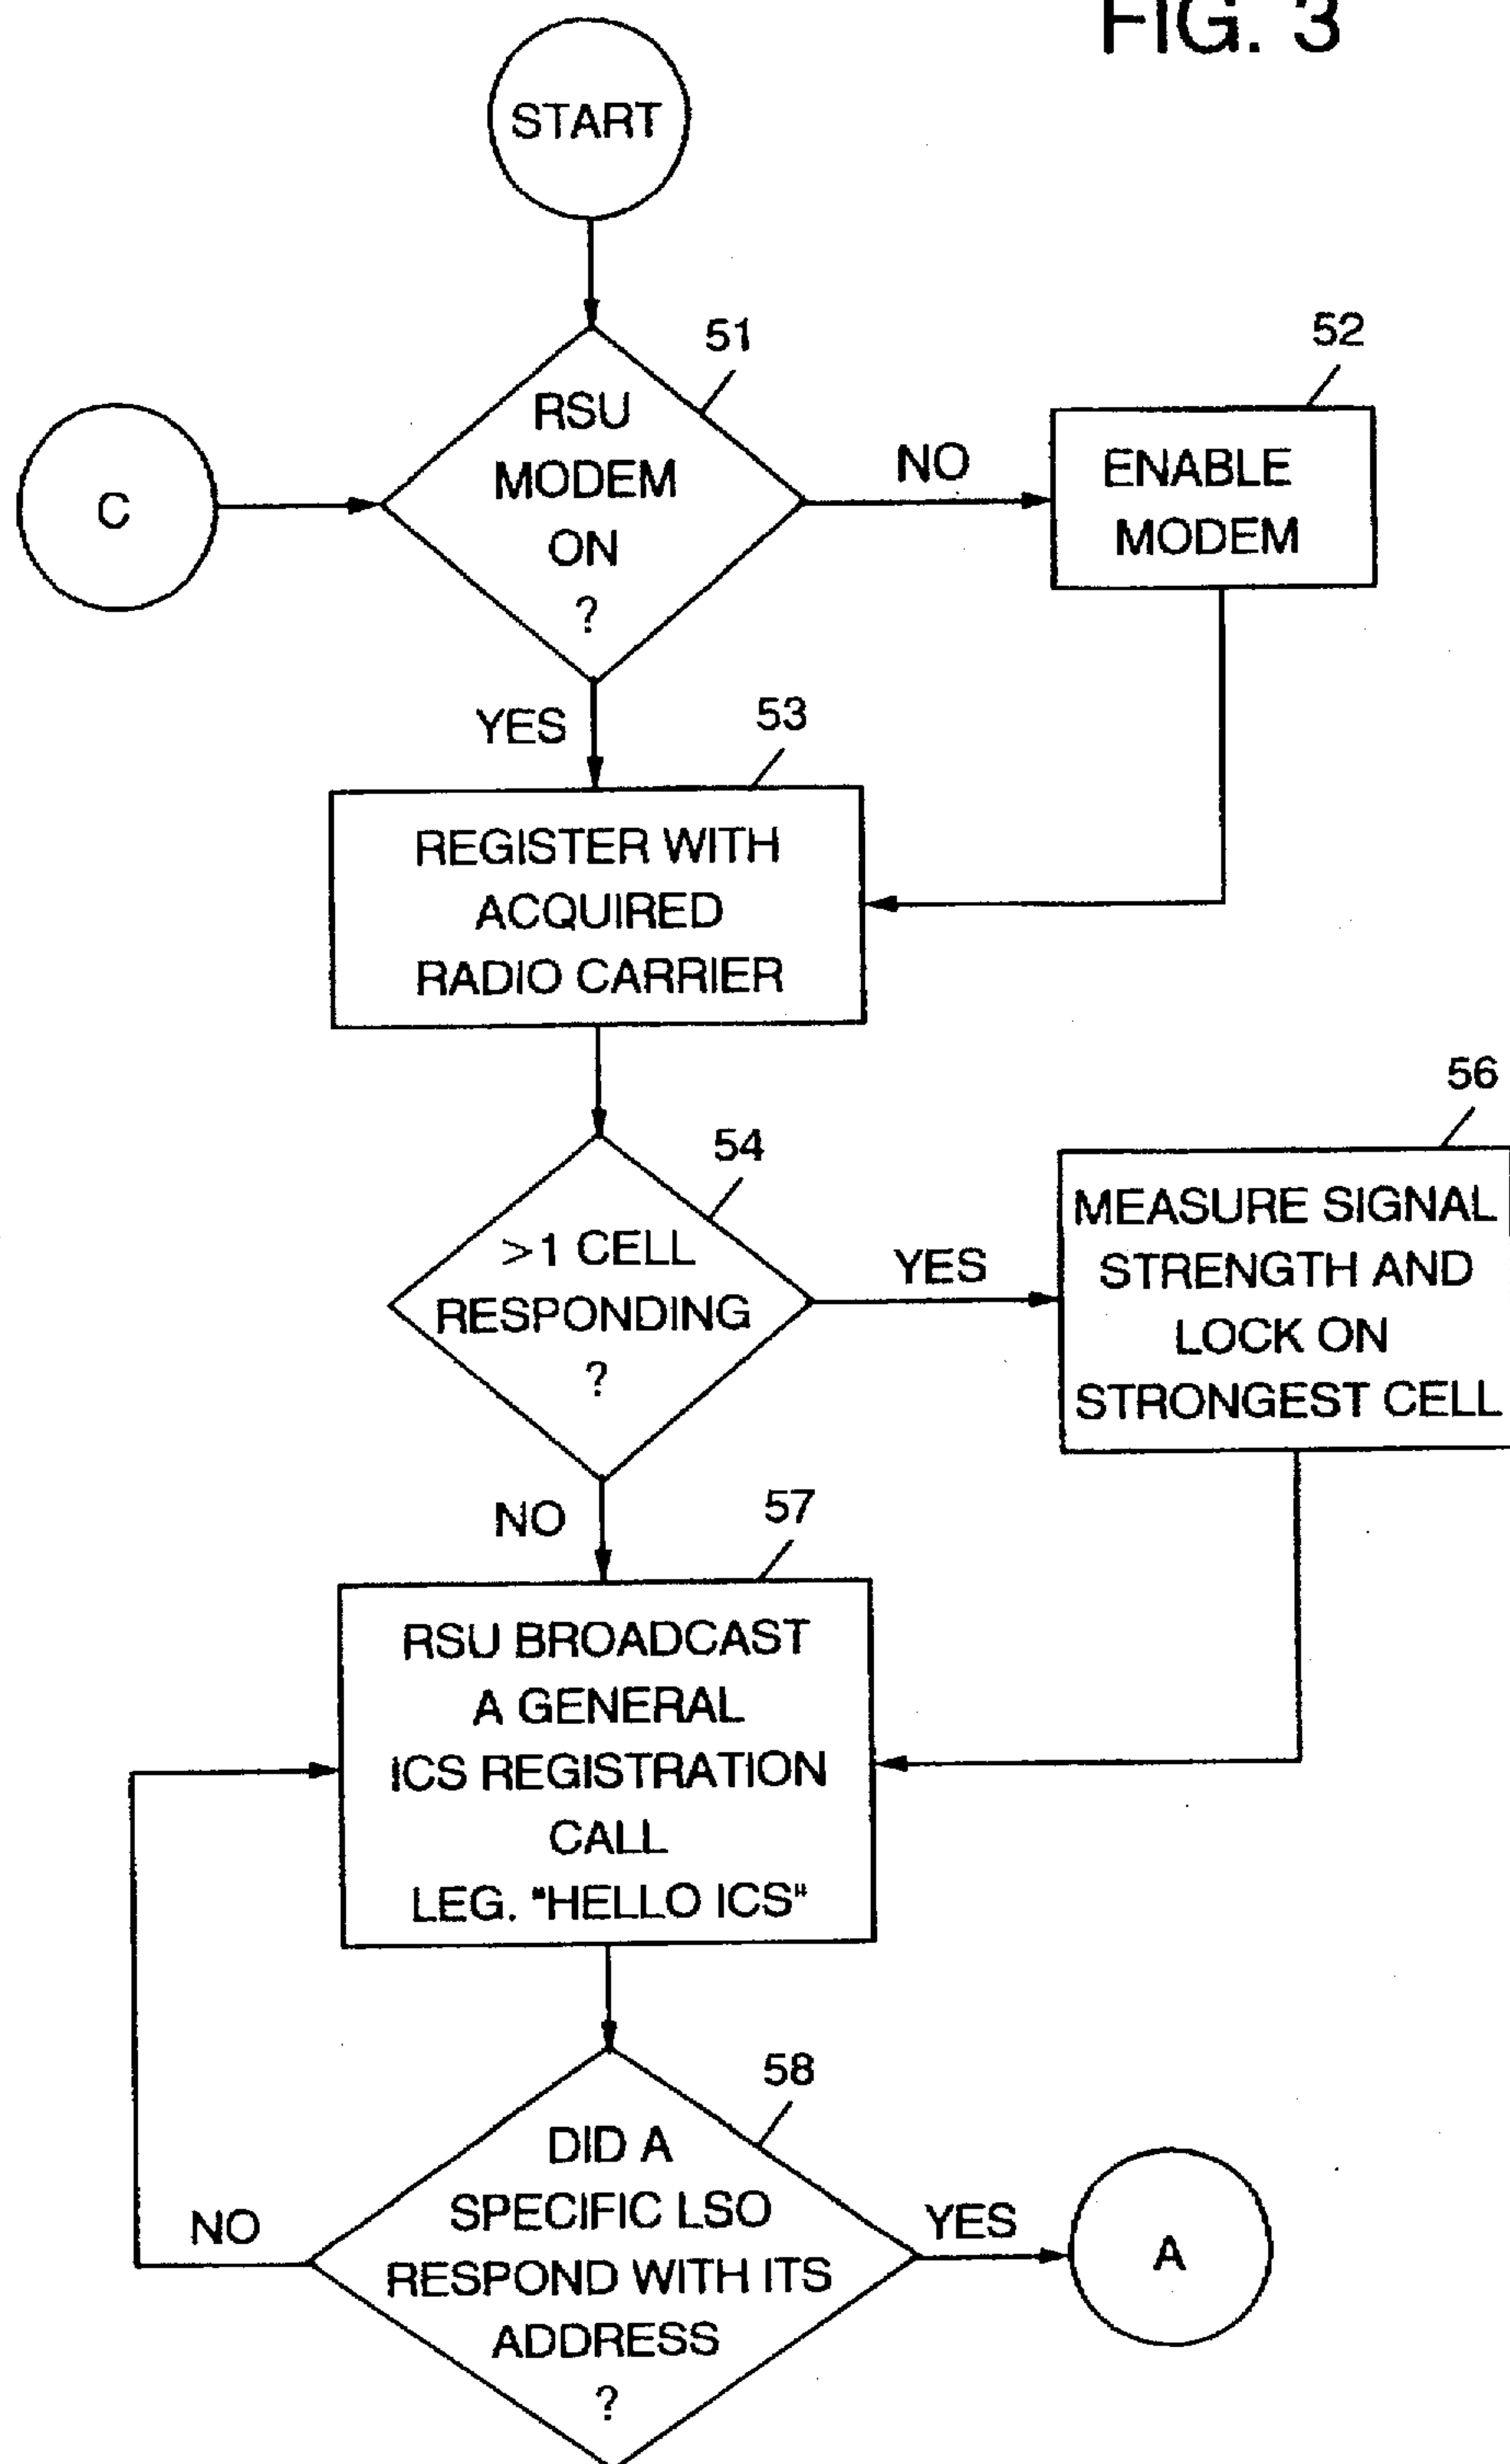 FIG. 3
START
51
RSU
MODEM
ON
?
C
NO
52
ENABLE
MODEM
YES
53
REGISTER WITH
ACQUIRED
RADIO CARRIER
54
>1 CELL
RESPONDING
?
YES
56
MEASURE SIGNAL
STRENGTH AND
LOCK ON
STRONGEST CELL
NO
57
RSU BROADCAST
A GENERAL
ICS REGISTRATION
CALL
LEG. "HELLO ICS"
58
DID A
SPECIFIC LSO
RESPOND WITH ITS
ADDRESS
?
NO
YES
A